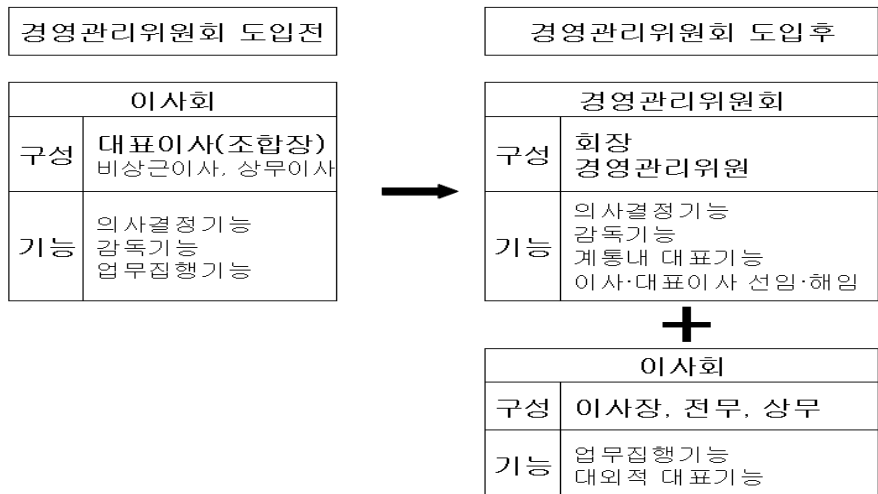 경영관리위원회 도입전
이사회
구성
대표이사(조합장)
비상근이사, 상무이사
기능
의사결정기능
감독기능
업무집행기능
경영관리위원회 도입후
경영관리위원회
구성
회장
경영관리위원
기능
의사결정기능
감독기능
계통내 대표기능
이사·대표이사 선임·해임
+
이사회
구성
이사장, 전무, 상무
기능
업무집행기능
대외적 대표기능